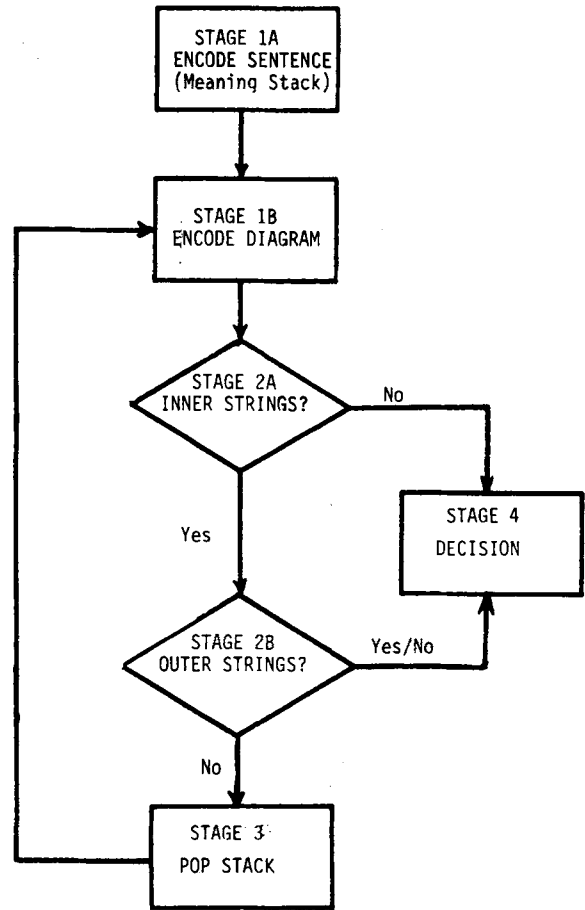 STAGE 1A
ENCODE SENTENCE
(Meaning Stack)
STAGE 1B
ENCODE DIAGRAM
STAGE 2A
INNER STRINGS?
No
Yes
STAGE 4
DECISION
STAGE 2B
OUTER STRINGS?
Yes/No
No
STAGE 3
POP STACK